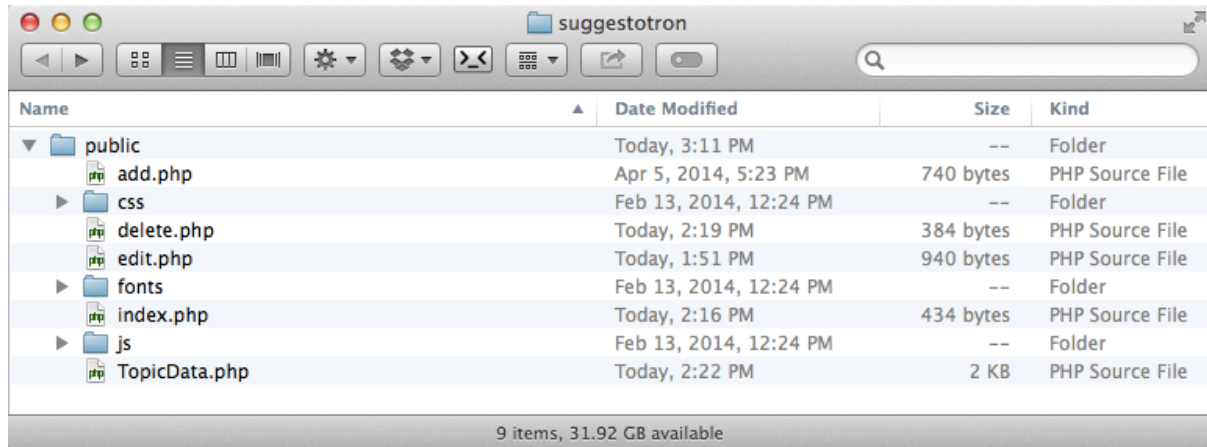 suggestotron
Name Date Modified Size Kind
public Today, 3:11 PM -- Folder
add.php Apr 5, 2014, 5:23 PM 740 bytes PHP Source File
css Feb 13, 2014, 12:24 PM -- Folder
delete.php Today, 2:19 PM 384 bytes PHP Source File
edit.php Today, 1:51 PM 940 bytes PHP Source File
fonts Feb 13, 2014, 12:24 PM -- Folder
index.php Today, 2:16 PM 434 bytes PHP Source File
js Feb 13, 2014, 12:24 PM -- Folder
TopicData.php Today, 2:22 PM 2 KB PHP Source File
9 items, 31.92 GB available